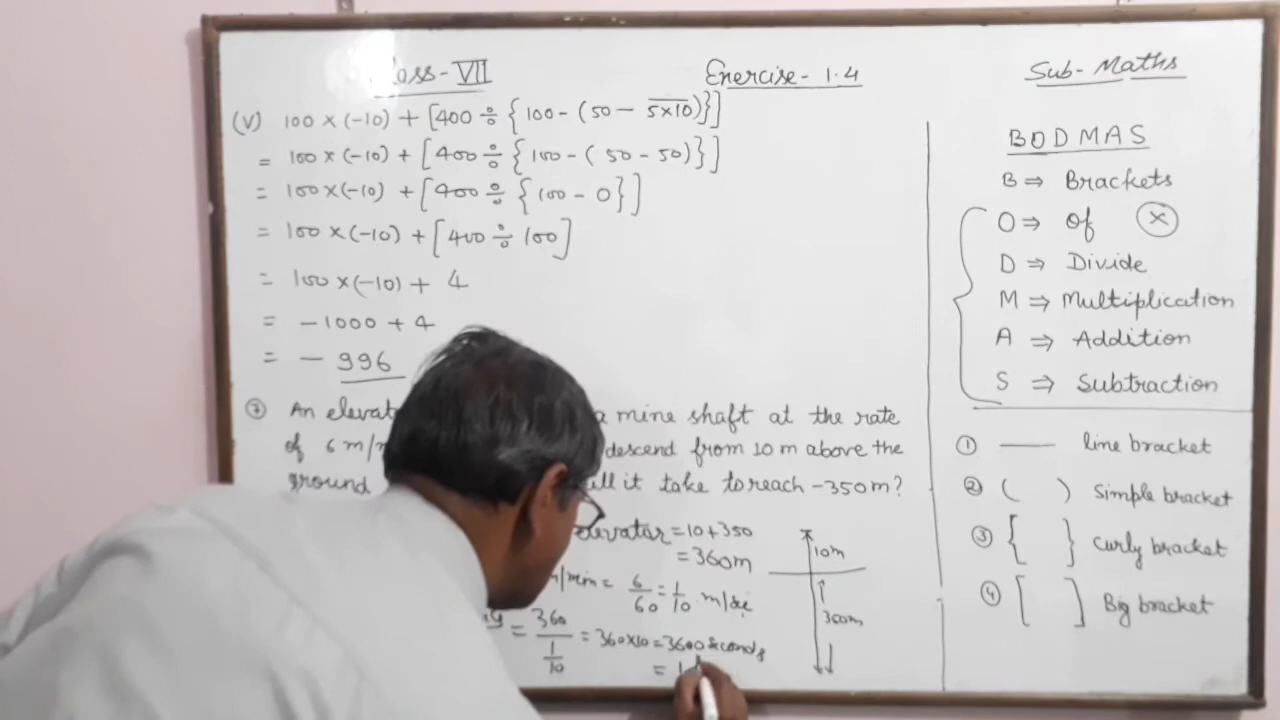 Class-VII
Exercise - 1.4
Sub- Maths
(V) 100 × (-10) + [400 ÷ { 100 - (50 - 5×10)}]
= 100 × (-10) + [400 ÷ { 100 - ( 50 - 50)}]
= 100×(-10) + [400 ÷ { 100 - 0}]
= 100 ×(-10) + [400 ÷ 100]
= 100 ×(-10) + 4
= -1000 + 4
= - 996
⑦ An a mine shaft at the rate
of 6 descend from 10 m above the
ground it take to reach -350m?
elevator = 10+350
= 360m
m/min = 6/60 = 1/10 m/sec
= 360/(1/10) = 360×10 = 3600 seconds
=
10m
BODMAS
B ⇒ Brackets
O ⇒ of ⓧ
D ⇒ Divide
M ⇒ Multiplication
A ⇒ Addition
S ⇒ Subtraction
① —— line bracket
② ( ) Simple bracket
③ { } Curly bracket
④ [ ] Big bracket